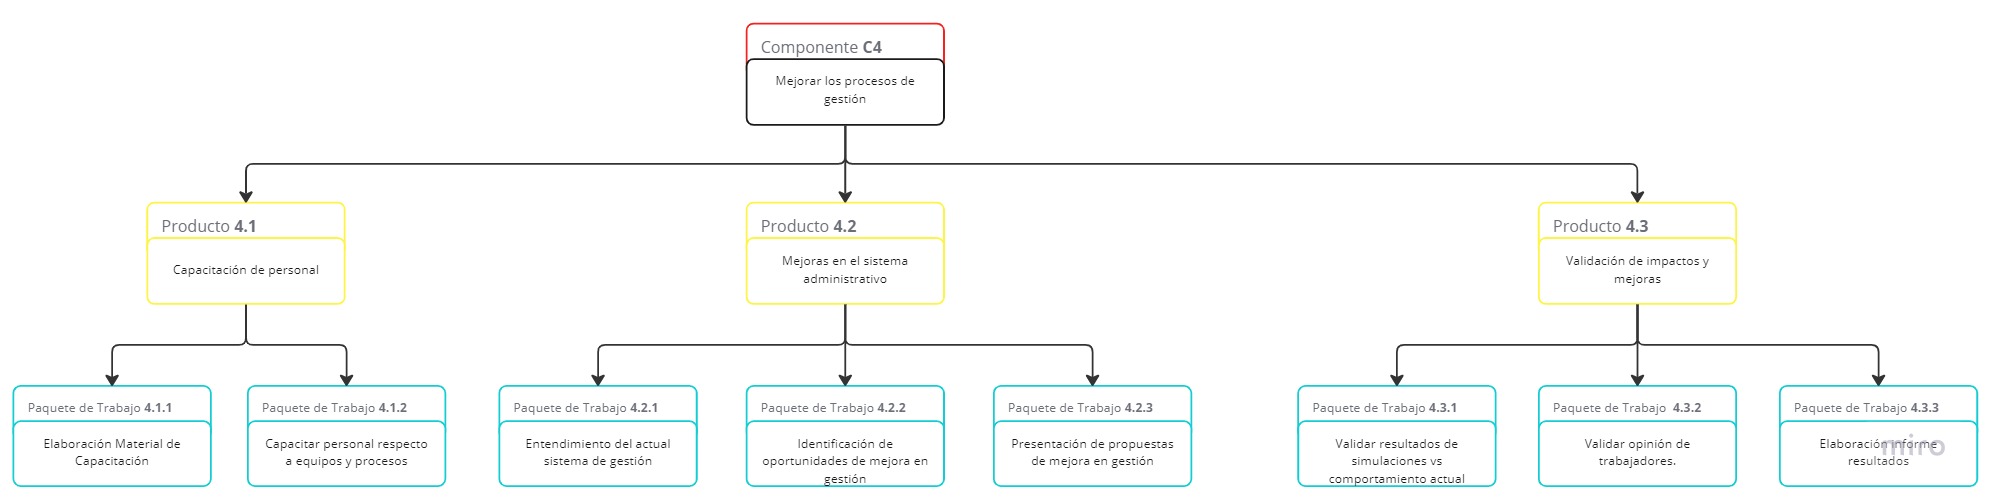 Componente C4
Mejorar los procesos de
gestión
Producto 4.1
Capacitación de personal
Producto 4.2
Mejoras en el sistema
administrativo
Producto 4.3
Validación de impactos y
mejoras
Paquete de Trabajo 4.1.1
Elaboración Material de
Capacitación
Paquete de Trabajo 4.1.2
Capacitar personal respecto
a equipos y procesos
Paquete de Trabajo 4.2.1
Entendimiento del actual
sistema de gestión
Paquete de Trabajo 4.2.2
Identificación de
oportunidades de mejora en
gestión
Paquete de Trabajo 4.2.3
Presentación de propuestas
de mejora en gestión
Paquete de Trabajo 4.3.1
Validar resultados de
simulaciones vs
comportamiento actual
Paquete de Trabajo 4.3.2
Validar opinión de
trabajadores.
Paquete de Trabajo 4.3.3
Elaboración informe
resultados
miro